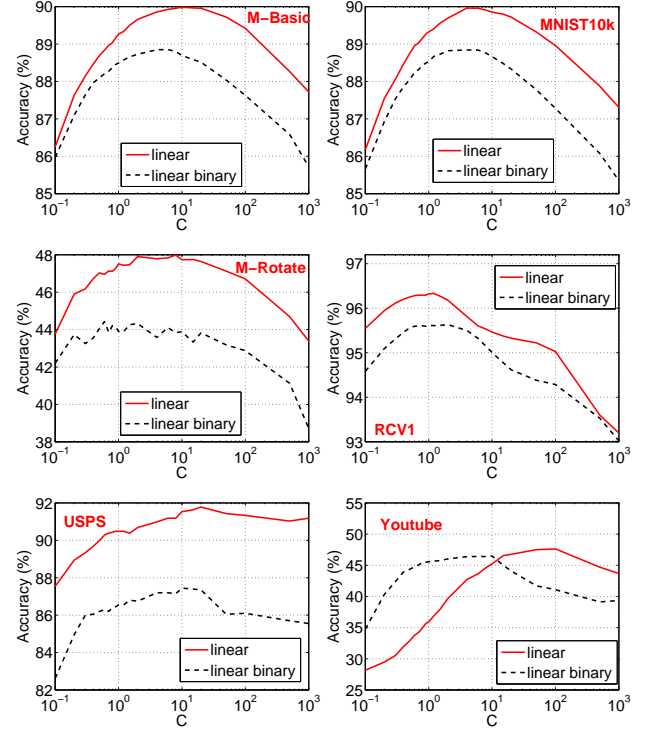 M-Basic
Accuracy (%)
90
89
88
87
86
85
linear
linear binary
10^-1 10^0 10^1 10^2 10^3
C
MNIST10k
Accuracy (%)
90
89
88
87
86
85
linear
linear binary
10^-1 10^0 10^1 10^2 10^3
C
M-Rotate
Accuracy (%)
48
46
44
42
40
38
linear
linear binary
10^-1 10^0 10^1 10^2 10^3
C
linear
linear binary
Accuracy (%)
97
96
95
94
93
RCV1
10^-1 10^0 10^1 10^2 10^3
C
USPS
Accuracy (%)
92
90
88
86
84
82
linear
linear binary
10^-1 10^0 10^1 10^2 10^3
C
Youtube
Accuracy (%)
55
50
45
40
35
30
25
linear
linear binary
10^-1 10^0 10^1 10^2 10^3
C